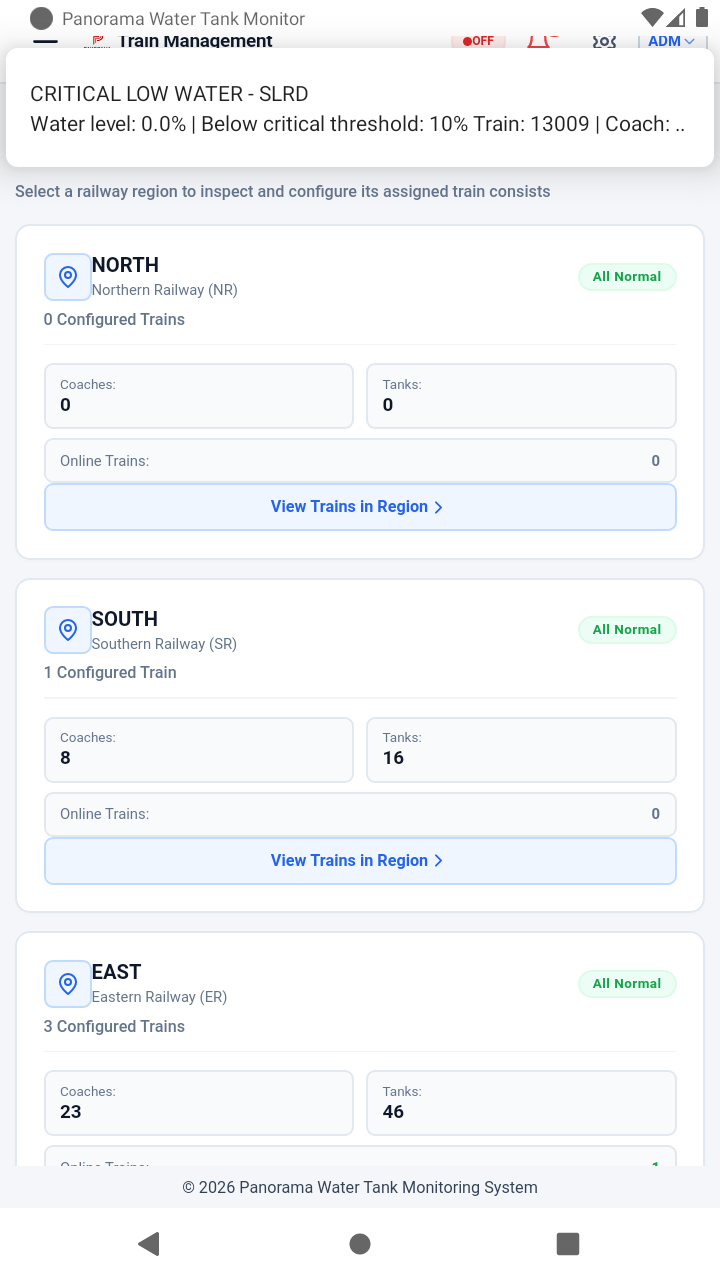 Panorama Water Tank Monitor
Train Management
OFF
ADM
CRITICAL LOW WATER - SLRD
Water level: 0.0% | Below critical threshold: 10% Train: 13009 | Coach: ..
Select a railway region to inspect and configure its assigned train consists
NORTH
Northern Railway (NR)
All Normal
0 Configured Trains
Coaches:
0
Tanks:
0
Online Trains:
0
View Trains in Region
SOUTH
Southern Railway (SR)
All Normal
1 Configured Train
Coaches:
8
Tanks:
16
Online Trains:
0
View Trains in Region
EAST
Eastern Railway (ER)
All Normal
3 Configured Trains
Coaches:
23
Tanks:
46
Online Trains:
1
© 2026 Panorama Water Tank Monitoring System